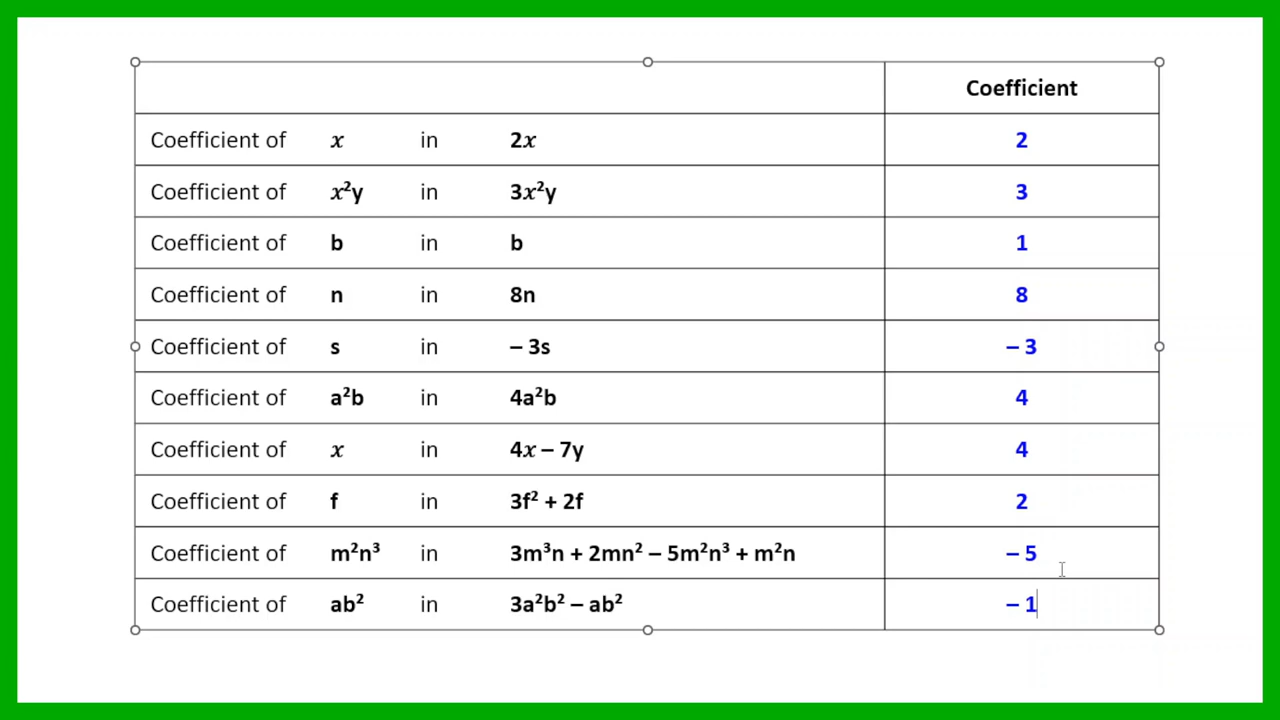 Coefficient
Coefficient of x in 2x 2
Coefficient of x²y in 3x²y 3
Coefficient of b in b 1
Coefficient of n in 8n 8
Coefficient of s in – 3s – 3
Coefficient of a²b in 4a²b 4
Coefficient of x in 4x – 7y 4
Coefficient of f in 3f² + 2f 2
Coefficient of m²n³ in 3m³n + 2mn² – 5m²n³ + m²n – 5
Coefficient of ab² in 3a²b² – ab² – 1